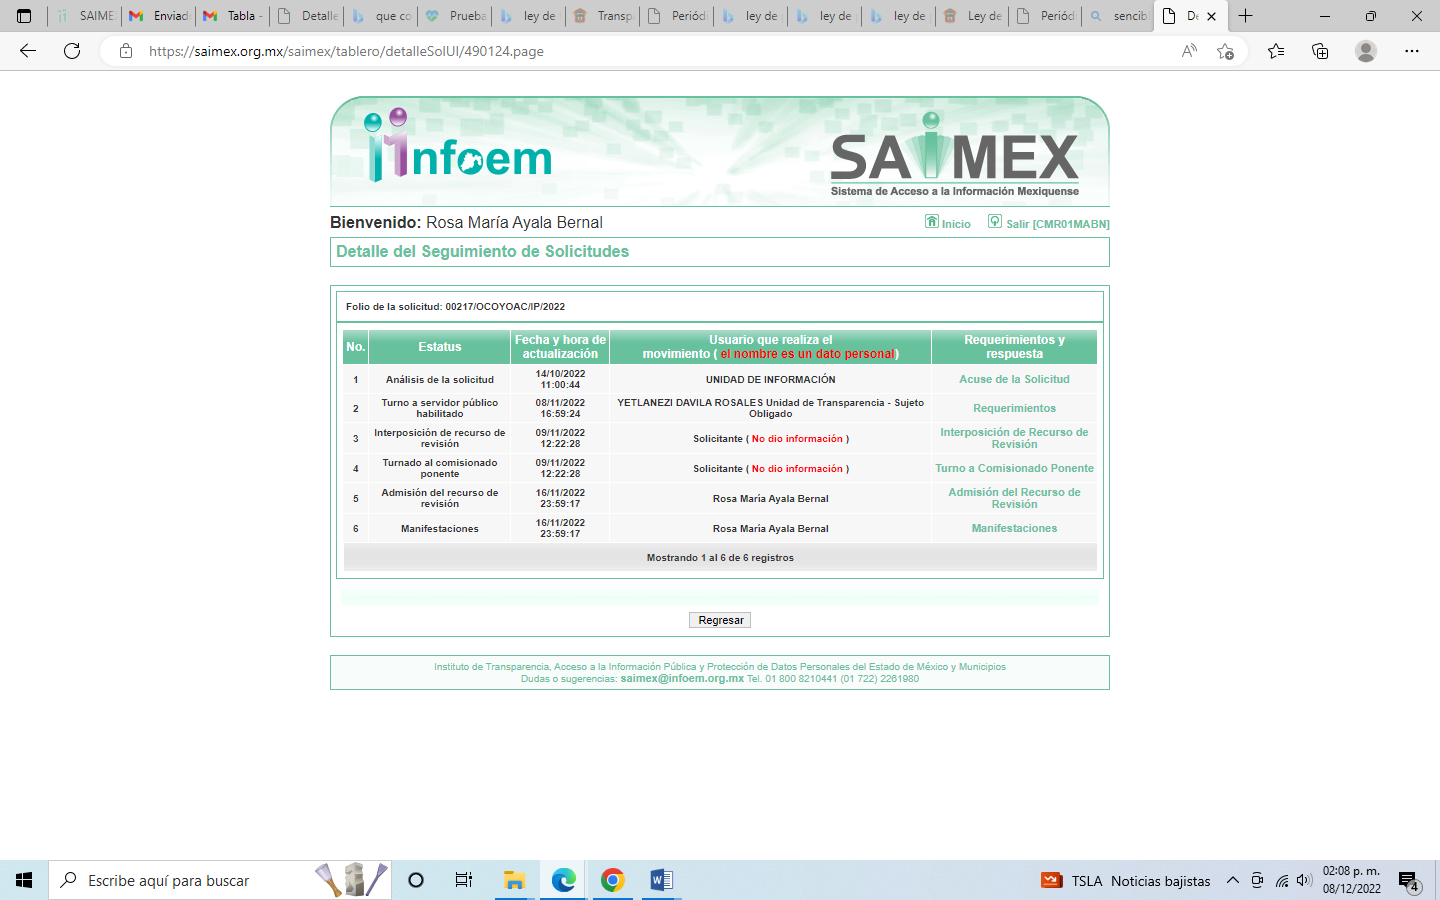 SAIME
Enviad
Tabla -
Detalle
que co
Prueba
ley de
Transp
Periódi
ley de
ley de
ley de
Ley de
Periód
sencib
De
https://saimex.org.mx/saimex/tablero/detalleSolUI/490124.page
infoem
SAIMEX
Sistema de Acceso a la Información Mexiquense
Bienvenido: Rosa María Ayala Bernal
Inicio
Salir [CMR01MABN]
Detalle del Seguimiento de Solicitudes
Folio de la solicitud: 00217/OCOYOAC/IP/2022
No.
Estatus
Fecha y hora de
actualización
Usuario que realiza el
movimiento ( el nombre es un dato personal)
Requerimientos y
respuesta
1
Análisis de la solicitud
14/10/2022
11:00:44
UNIDAD DE INFORMACIÓN
Acuse de la Solicitud
2
Turno a servidor público
habilitado
08/11/2022
16:59:24
YETLANEZI DAVILA ROSALES Unidad de Transparencia - Sujeto
Obligado
Requerimientos
3
Interposición de recurso de
revisión
09/11/2022
12:22:28
Solicitante ( No dio información )
Interposición de Recurso de
Revisión
4
Turnado al comisionado
ponente
09/11/2022
12:22:28
Solicitante ( No dio información )
Turno a Comisionado Ponente
5
Admisión del recurso de
revisión
16/11/2022
23:59:17
Rosa María Ayala Bernal
Admisión del Recurso de
Revisión
6
Manifestaciones
16/11/2022
23:59:17
Rosa María Ayala Bernal
Manifestaciones
Mostrando 1 al 6 de 6 registros
Regresar
Instituto de Transparencia, Acceso a la Información Pública y Protección de Datos Personales del Estado de México y Municipios
Dudas o sugerencias: saimex@infoem.org.mx Tel. 01 800 8210441 (01 722) 2261980
Escribe aquí para buscar
TSLA Noticias bajistas
02:08 p. m.
08/12/2022
4